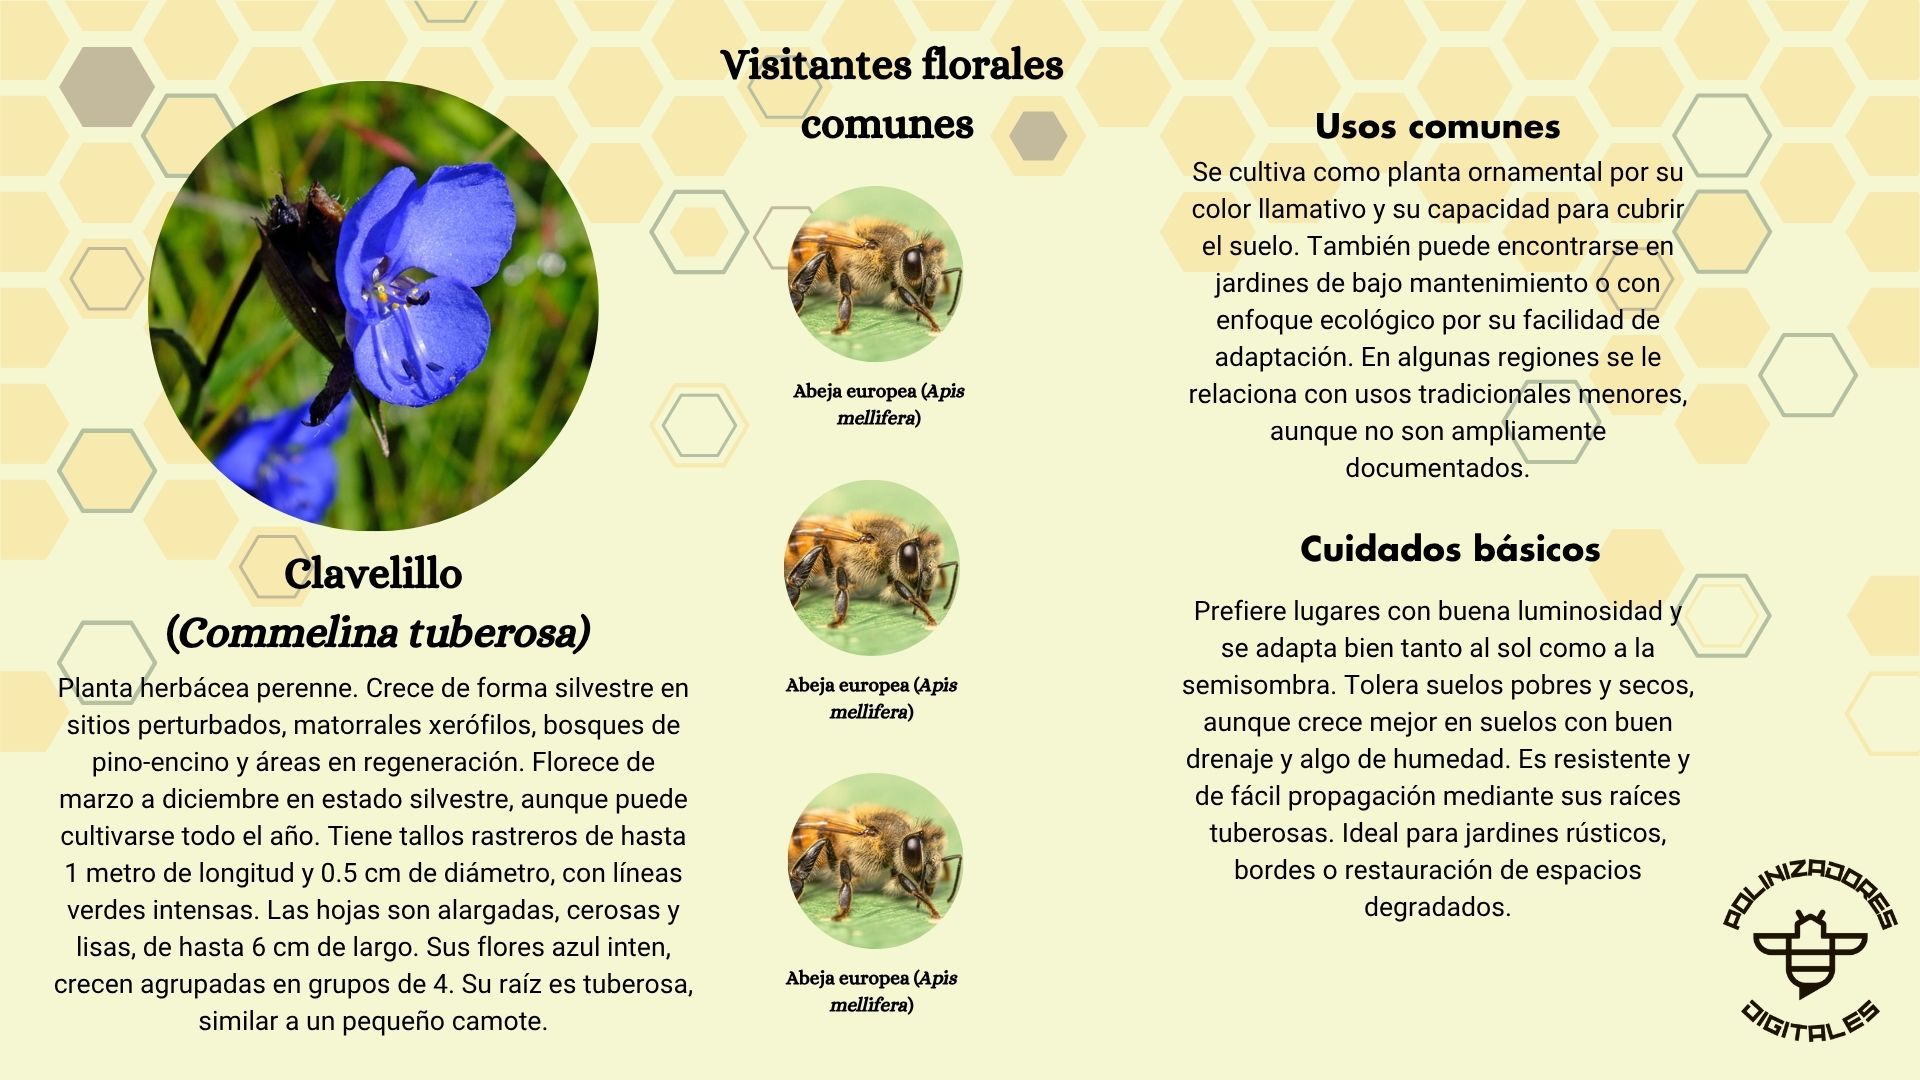 Clavelillo
(Commelina tuberosa)
Planta herbácea perenne. Crece de forma silvestre en
sitios perturbados, matorrales xerófilos, bosques de
pino-encino y áreas en regeneración. Florece de
marzo a diciembre en estado silvestre, aunque puede
cultivarse todo el año. Tiene tallos rastreros de hasta
1 metro de longitud y 0.5 cm de diámetro, con líneas
verdes intensas. Las hojas son alargadas, cerosas y
lisas, de hasta 6 cm de largo. Sus flores azul inten,
crecen agrupadas en grupos de 4. Su raíz es tuberosa,
similar a un pequeño camote.
Visitantes florales
comunes
Abeja europea (Apis
mellifera)
Abeja europea (Apis
mellifera)
Abeja europea (Apis
mellifera)
Usos comunes
Se cultiva como planta ornamental por su
color llamativo y su capacidad para cubrir
el suelo. También puede encontrarse en
jardines de bajo mantenimiento o con
enfoque ecológico por su facilidad de
adaptación. En algunas regiones se le
relaciona con usos tradicionales menores,
aunque no son ampliamente
documentados.
Cuidados básicos
Prefiere lugares con buena luminosidad y
se adapta bien tanto al sol como a la
semisombra. Tolera suelos pobres y secos,
aunque crece mejor en suelos con buen
drenaje y algo de humedad. Es resistente y
de fácil propagación mediante sus raíces
tuberosas. Ideal para jardines rústicos,
bordes o restauración de espacios
degradados.
POLINIZADORES
DIGITALES